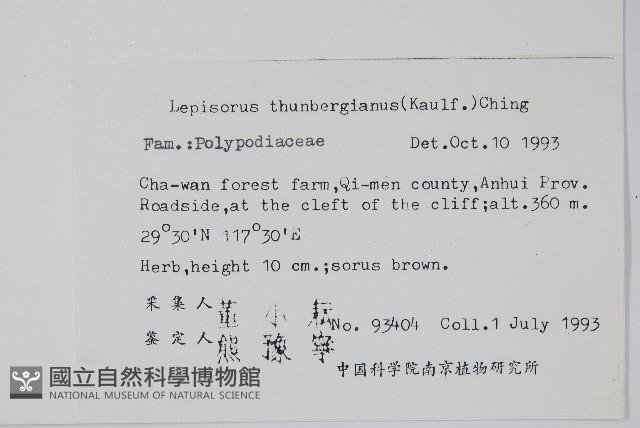 Lepisorus thunbergianus(Kaulf.)Ching
Fam.:Polypodiaceae Det.Oct.10 1993
Cha-wan forest farm,Qi-men county,Anhui Prov.
Roadside,at the cleft of the cliff;alt.360 m.
29°30'N 117°30'E
Herb,height 10 cm.;sorus brown.
采集人 董小耘 No. 93404 Coll.1 July 1993
鉴定人 熊豫寧
中国科学院南京植物研究所
國立自然科學博物館
NATIONAL MUSEUM OF NATURAL SCIENCE